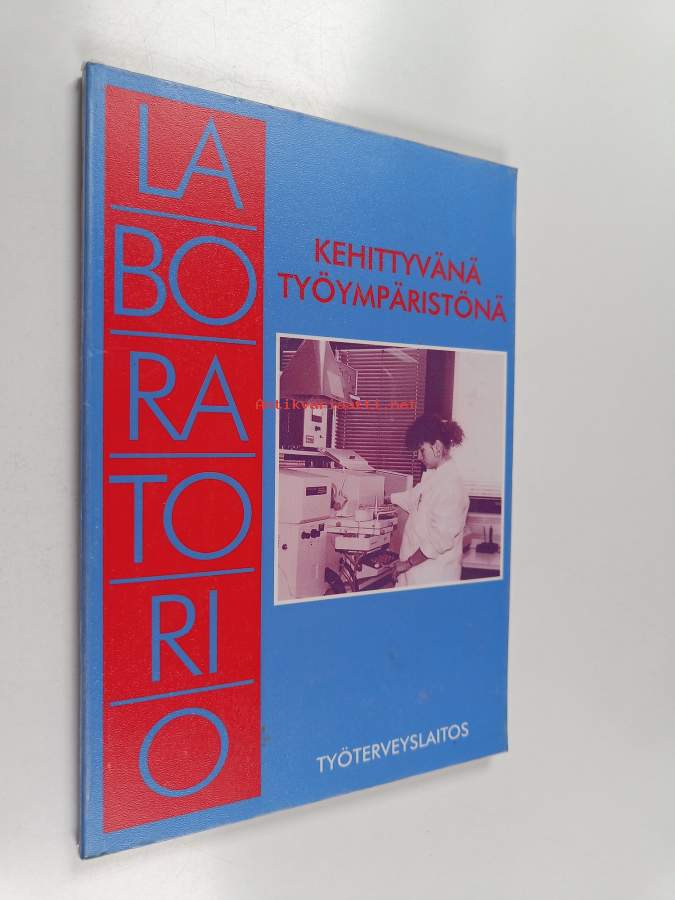 LA
BO
RA
TO
RI
O
KEHITTYVÄNÄ
TYÖYMPÄRISTÖNÄ
Antikvariaatti.net
TYÖTERVEYSLAITOS